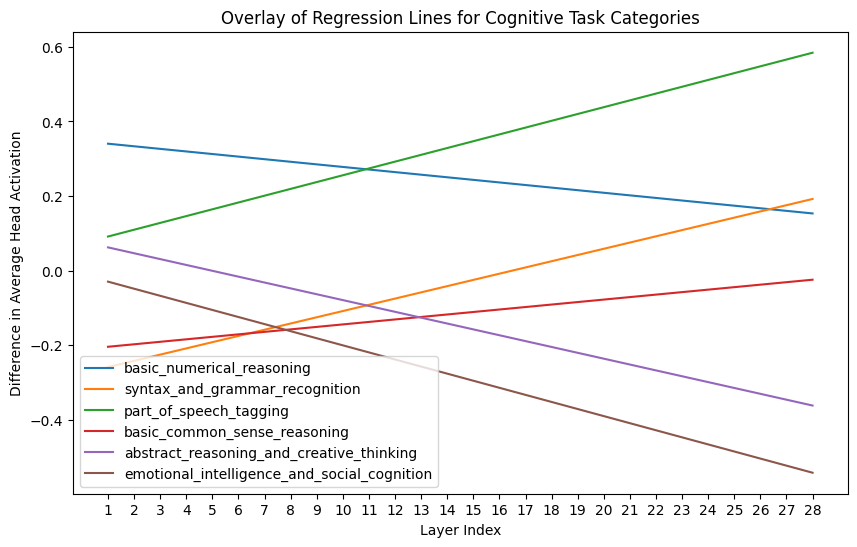 Overlay of Regression Lines for Cognitive Task Categories
Difference in Average Head Activation
0.6
0.4
0.2
0.0
−0.2
−0.4
basic_numerical_reasoning
syntax_and_grammar_recognition
part_of_speech_tagging
basic_common_sense_reasoning
abstract_reasoning_and_creative_thinking
emotional_intelligence_and_social_cognition
1 2 3 4 5 6 7 8 9 10 11 12 13 14 15 16 17 18 19 20 21 22 23 24 25 26 27 28
Layer Index